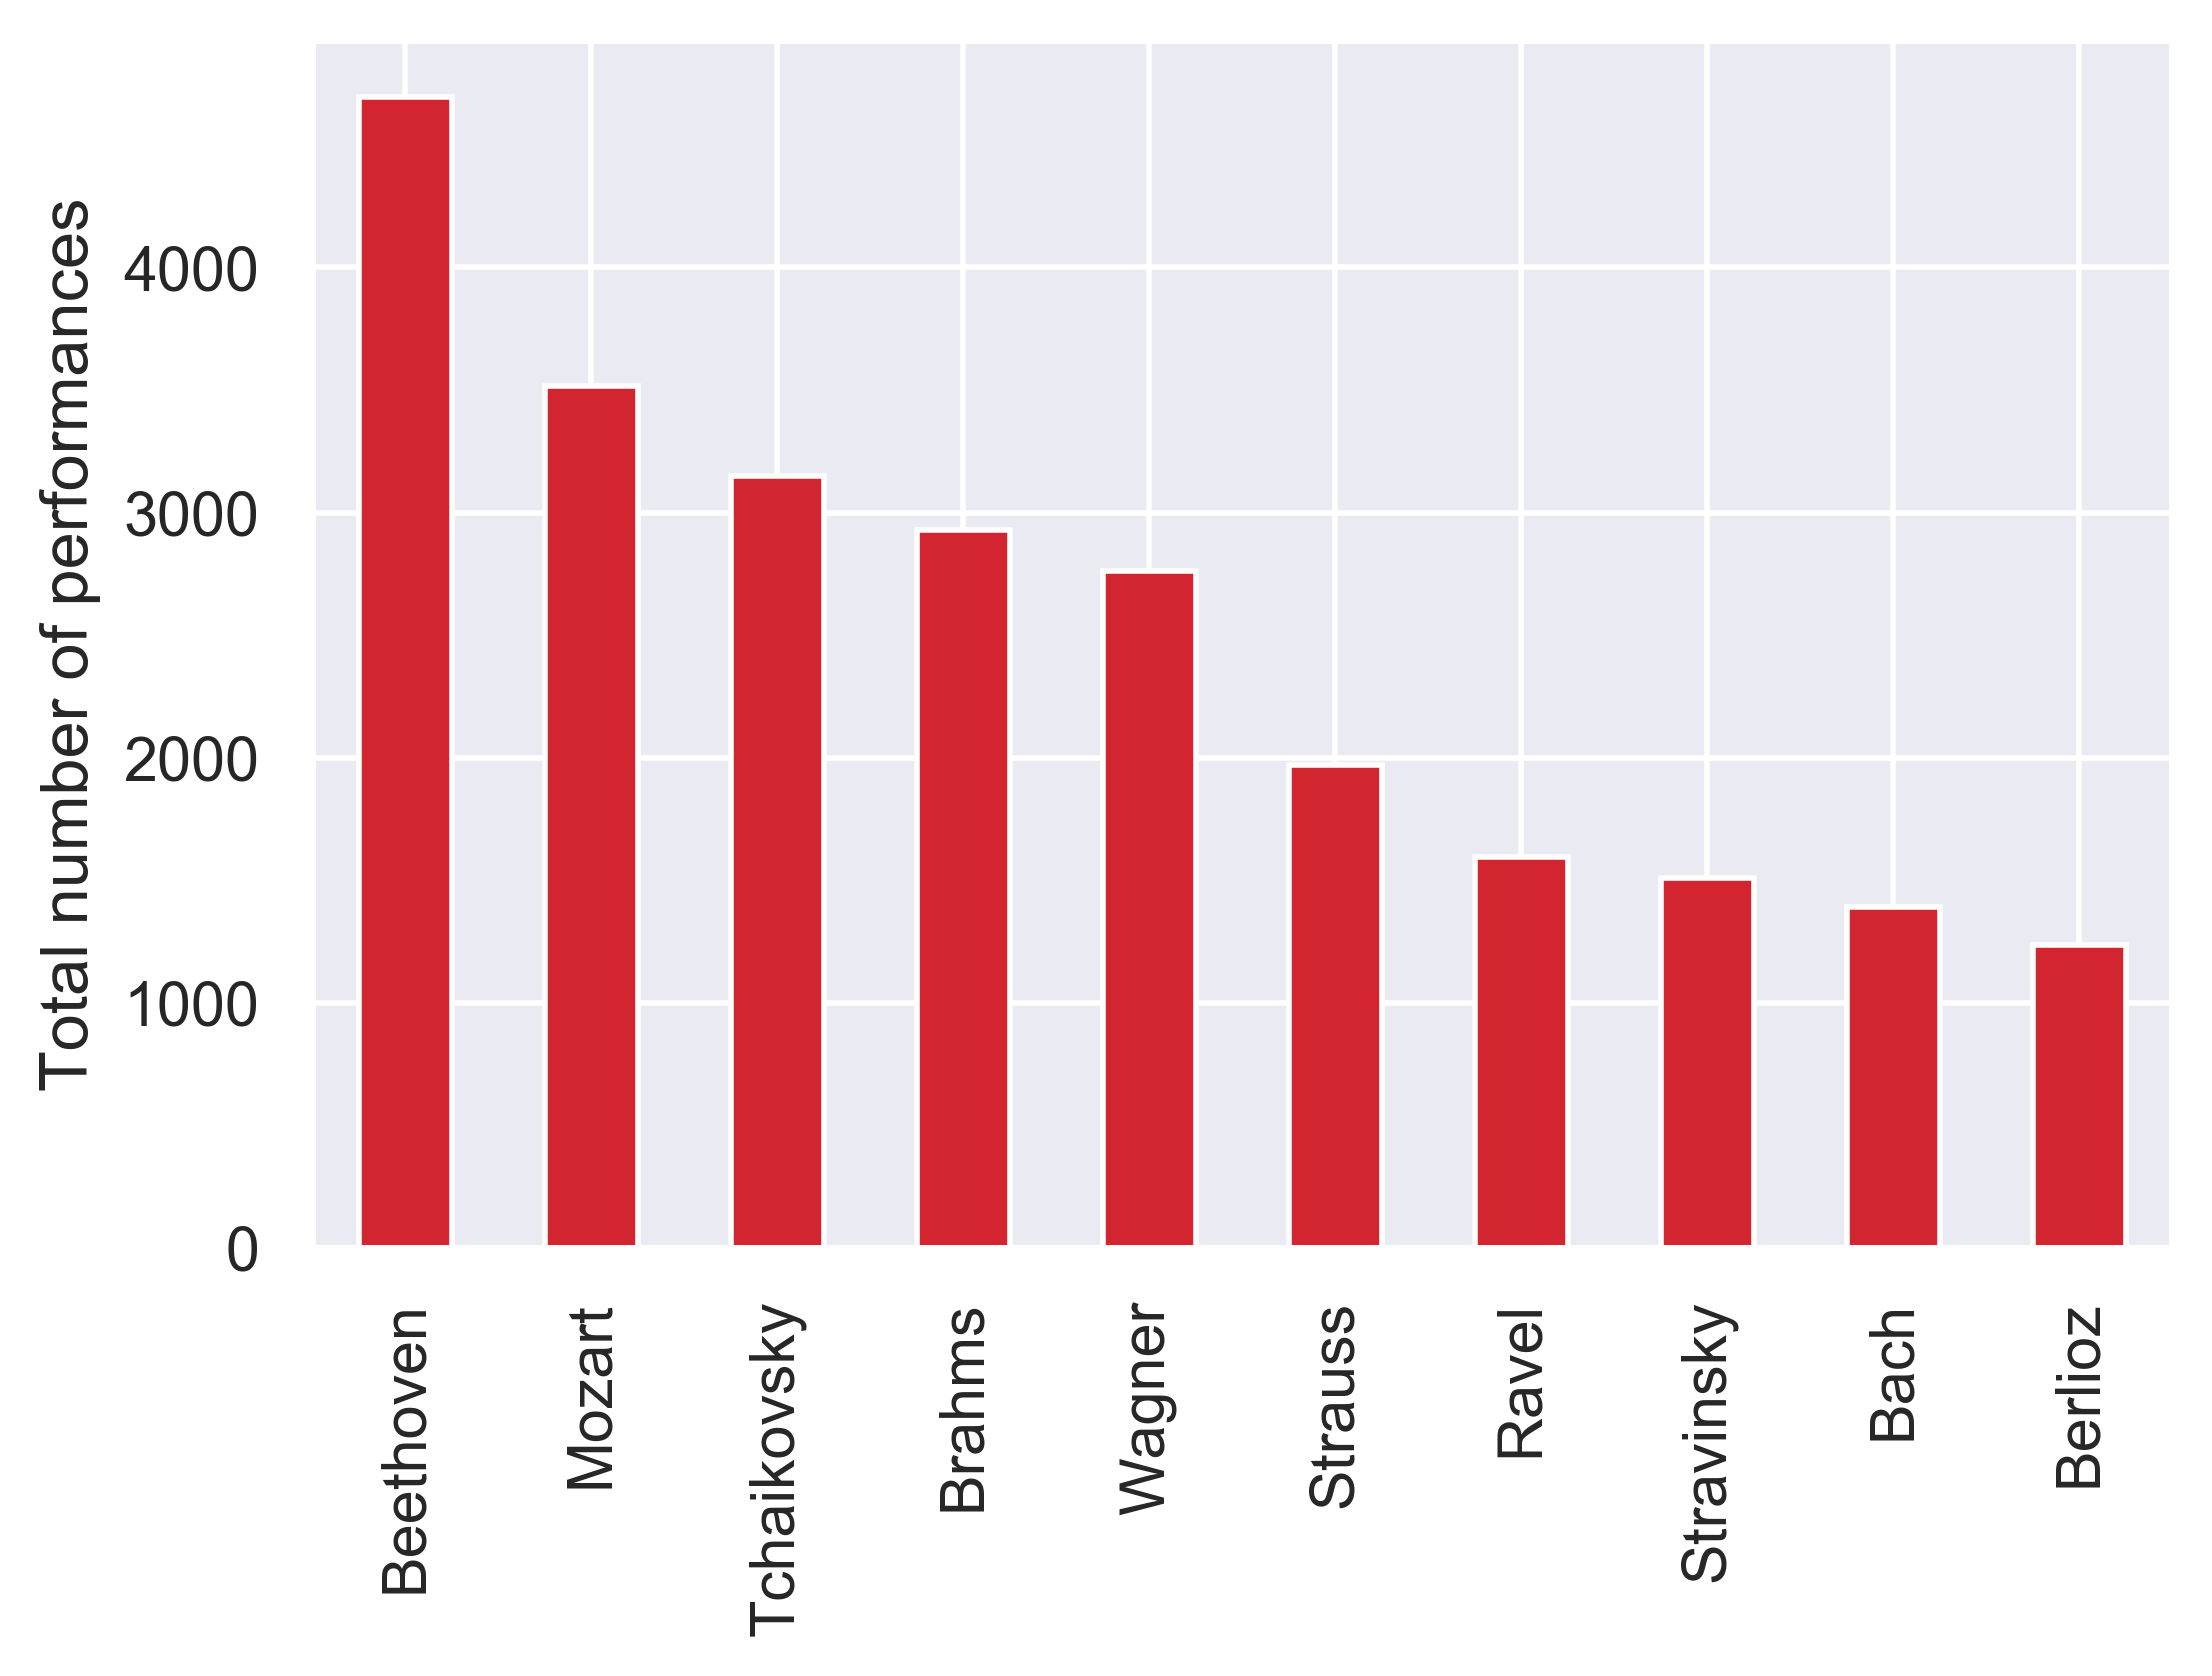 Total number of performances
4000
3000
2000
1000
0
Beethoven
Mozart
Tchaikovsky
Brahms
Wagner
Strauss
Ravel
Stravinsky
Bach
Berlioz